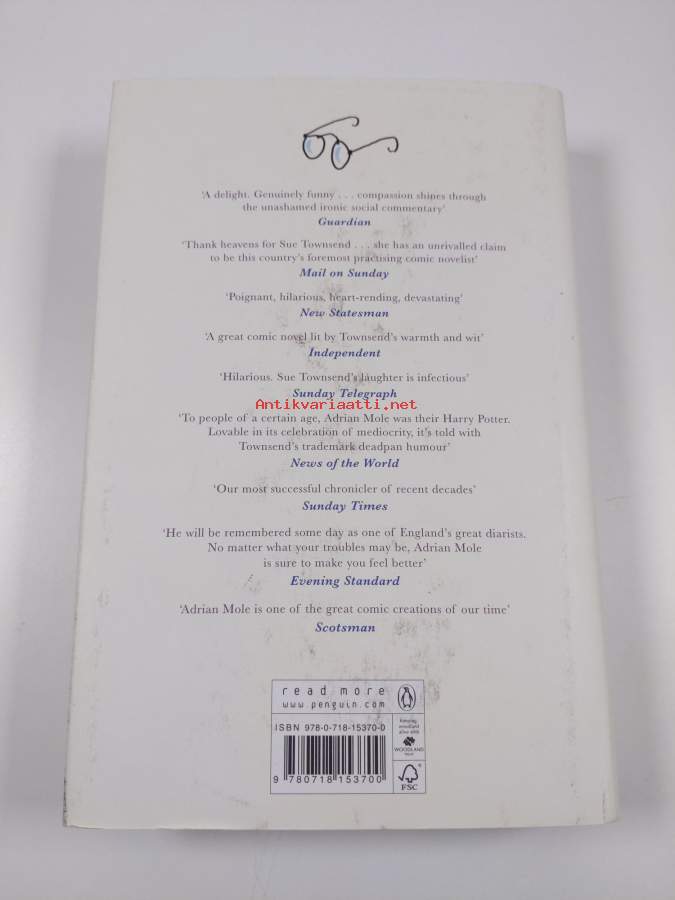 ‘A delight. Genuinely funny . . . compassion shines through
the unashamed ironic social commentary’
Guardian
‘Thank heavens for Sue Townsend . . . she has an unrivalled claim
to be this country’s foremost practising comic novelist’
Mail on Sunday
‘Poignant, hilarious, heart-rending, devastating’
New Statesman
‘A great comic novel lit by Townsend’s warmth and wit’
Independent
‘Hilarious. Sue Townsend’s laughter is infectious’
Sunday Telegraph
Antikvariaatti.net
‘To people of a certain age, Adrian Mole was their Harry Potter.
Lovable in its celebration of mediocrity, it’s told with
Townsend’s trademark deadpan humour’
News of the World
‘Our most successful chronicler of recent decades’
Sunday Times
‘He will be remembered some day as one of England’s great diarists.
No matter what your troubles may be, Adrian Mole
is sure to make you feel better’
Evening Standard
‘Adrian Mole is one of the great comic creations of our time’
Scotsman
read more
www.penguin.com
ISBN 978-0-718-15370-0
9 780718 153700
Keeping
woodland
alive with
WOODLAND
TRUST
FSC